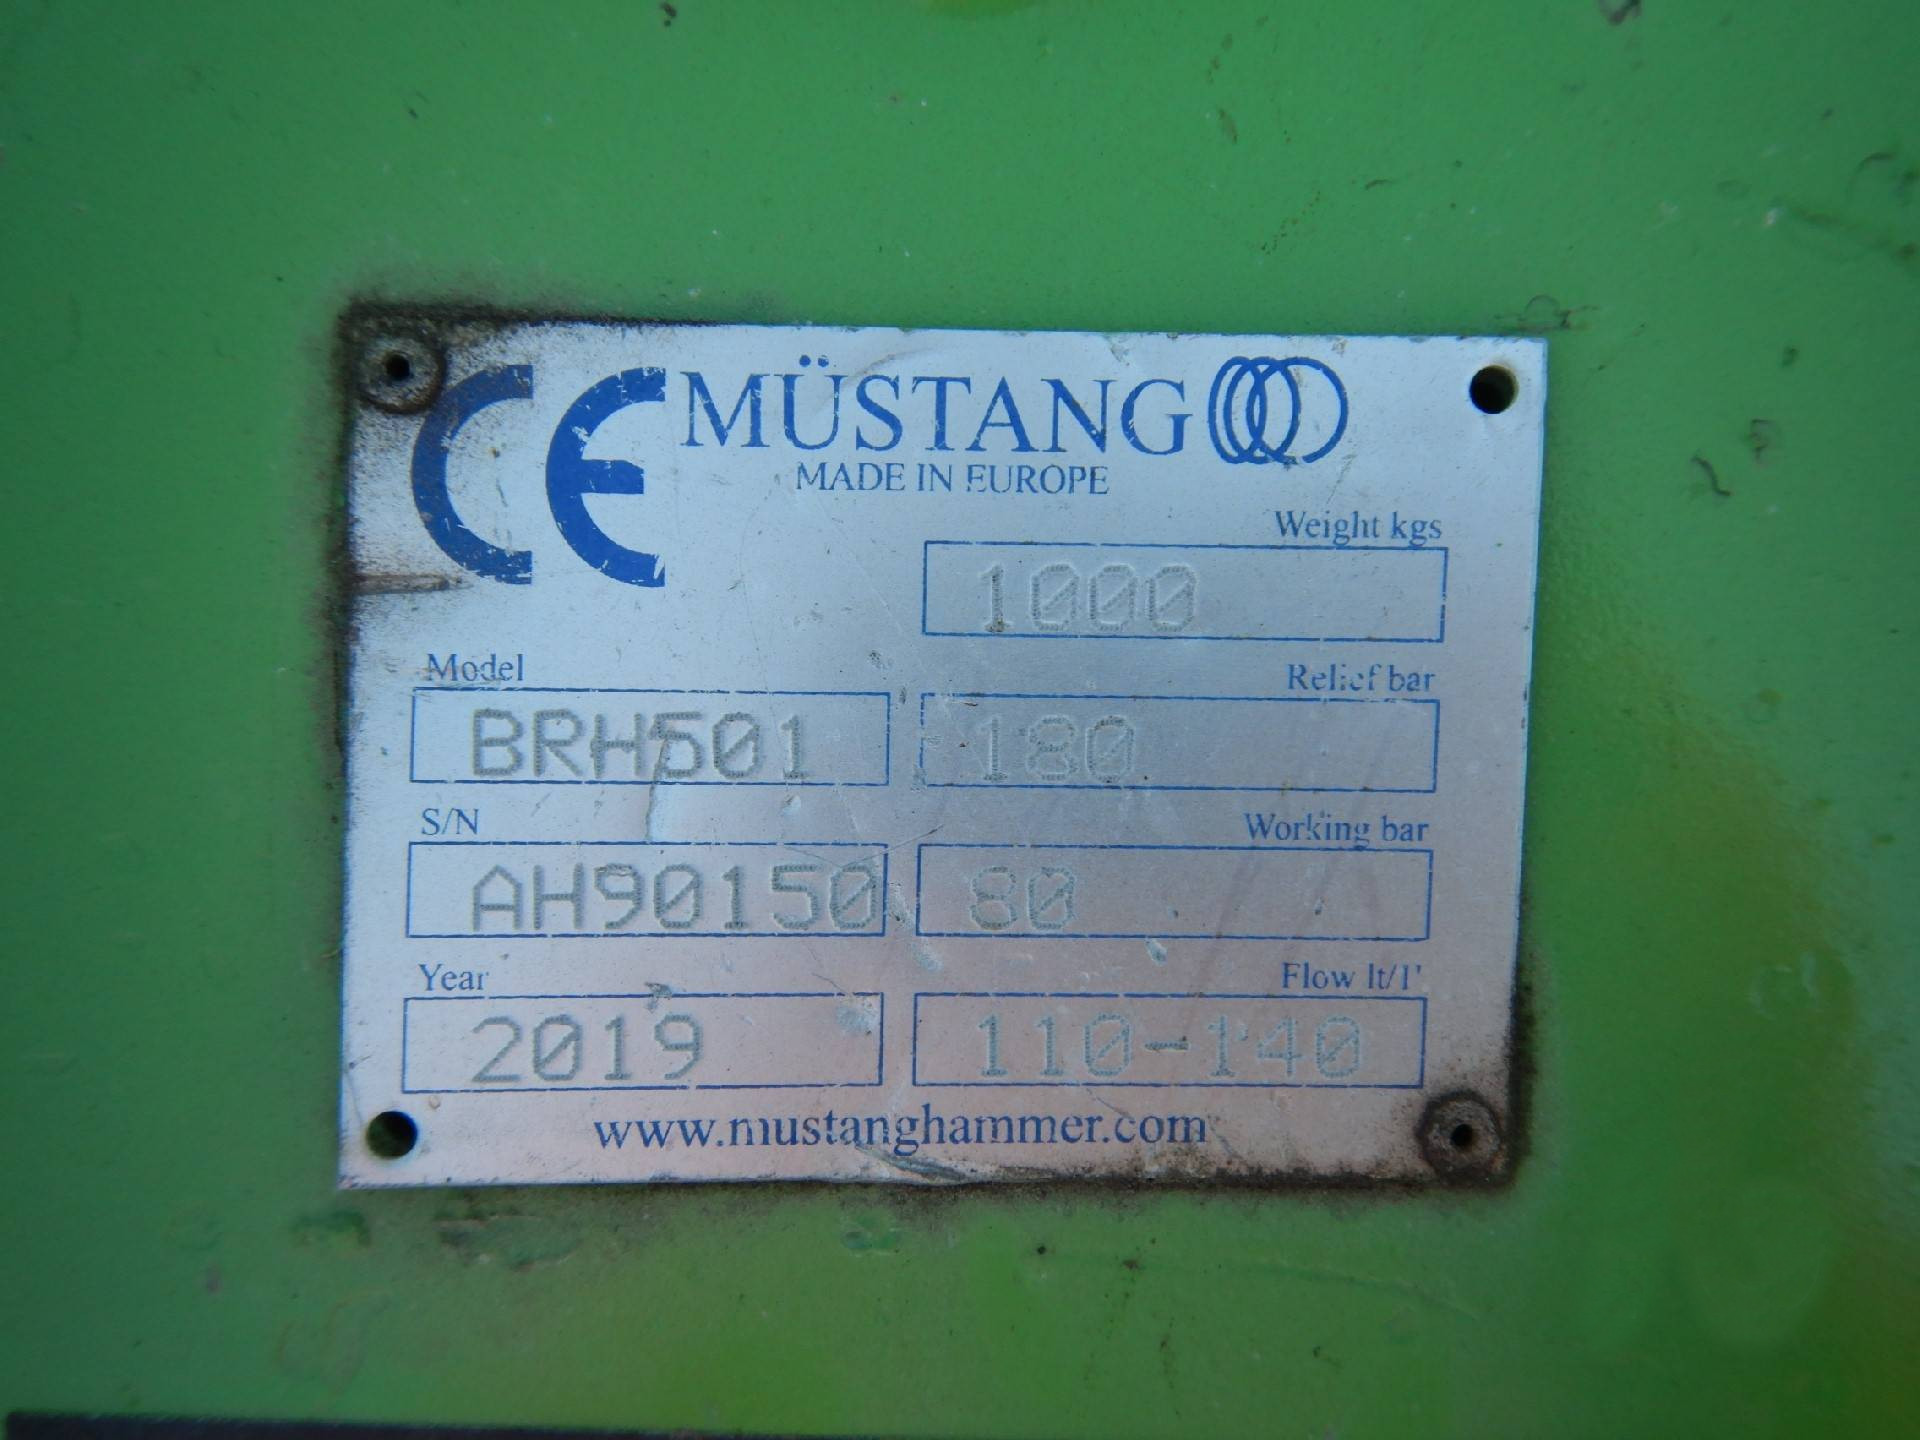 CE MÜSTANG
MADE IN EUROPE
Weight kgs
1000
Model
Relief bar
BRH501
180
S/N
Working bar
AH90150
80
Year
Flow lt/1'
2019
110-140
www.mustanghammer.com